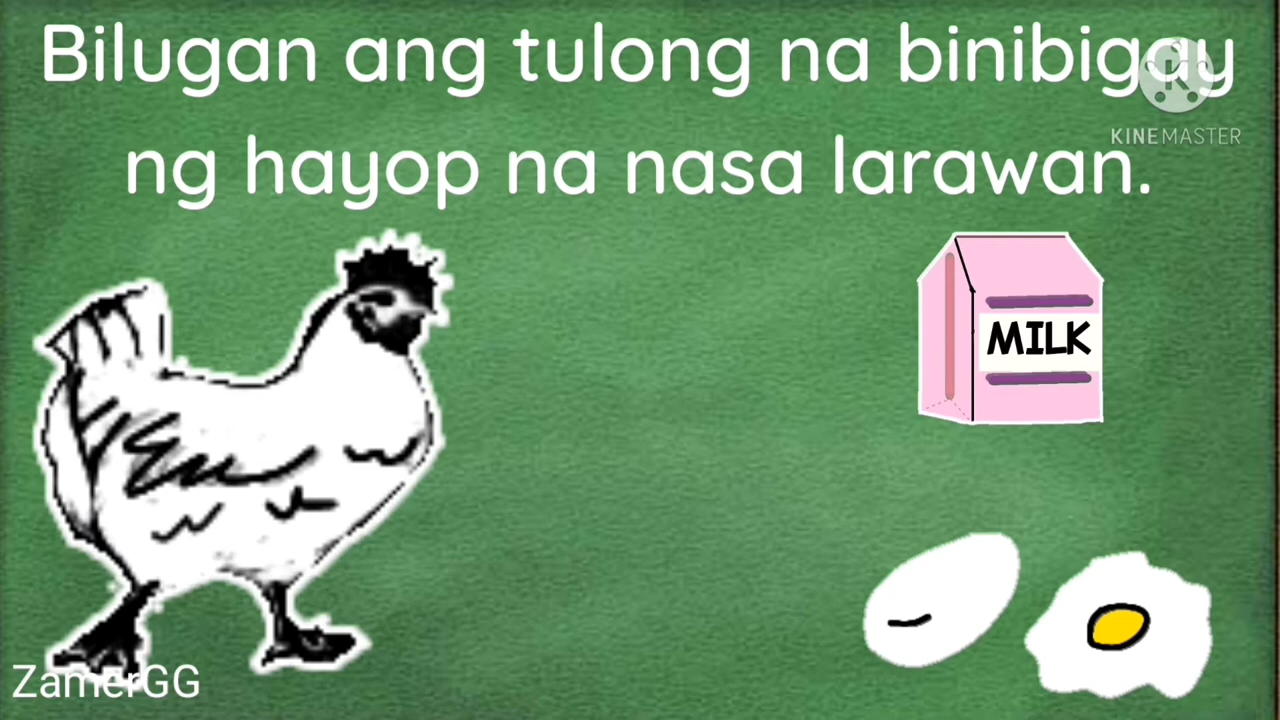 Bilugan ang tulong na binibigay
ng hayop na nasa larawan.
KINEMASTER
MILK
ZamerGG